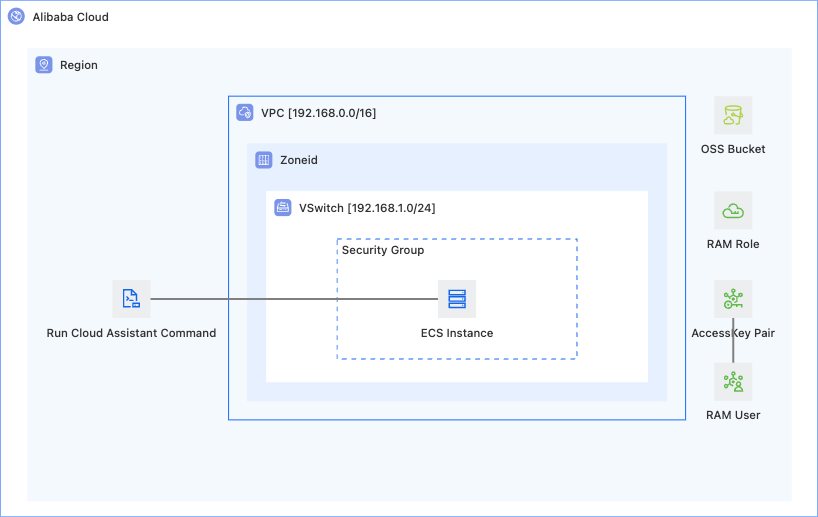 Alibaba Cloud
Region
VPC [192.168.0.0/16]
OSS Bucket
Zoneid
VSwitch [192.168.1.0/24]
RAM Role
Security Group
Run Cloud Assistant Command
ECS Instance
AccessKey Pair
RAM User